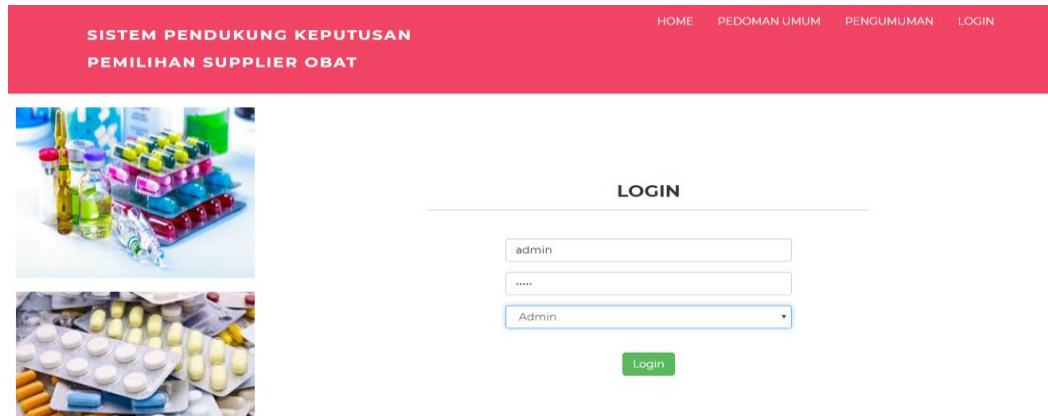 HOME PEDOMAN UMUM PENGUMUMAN LOGIN
SISTEM PENDUKUNG KEPUTUSAN
PEMILIHAN SUPPLIER OBAT
LOGIN
admin
.....
Admin
Login